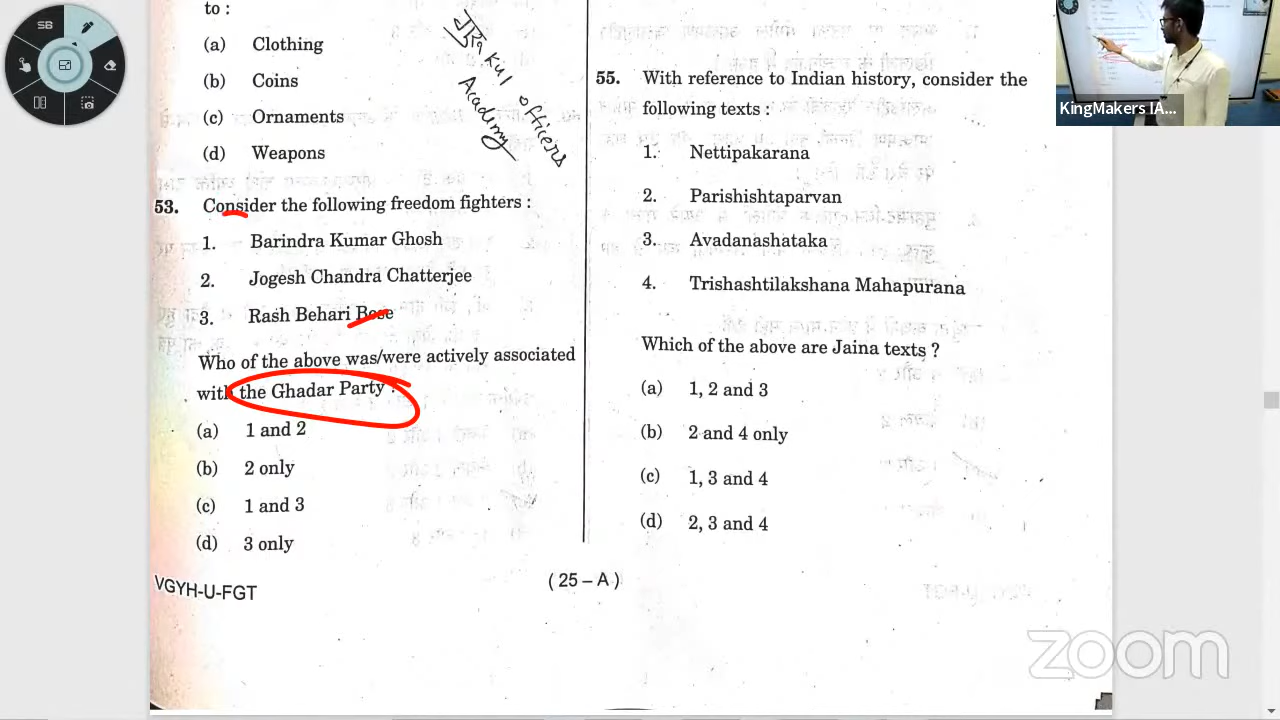 SB
to :
(a) Clothing
(b) Coins
(c) Ornaments
(d) Weapons
गुरुkul officers
Academy
53. Consider the following freedom fighters :
1. Barindra Kumar Ghosh
2. Jogesh Chandra Chatterjee
3. Rash Behari Bose
Who of the above was/were actively associated
with the Ghadar Party :
(a) 1 and 2
(b) 2 only
(c) 1 and 3
(d) 3 only
VGYH-U-FGT
( 25 – A )
55. With reference to Indian history, consider the
following texts :
1. Nettipakarana
2. Parishishtaparvan
3. Avadanashataka
4. Trishashtilakshana Mahapurana
Which of the above are Jaina texts ?
(a) 1, 2 and 3
(b) 2 and 4 only
(c) 1, 3 and 4
(d) 2, 3 and 4
KingMakers IA...
zoom